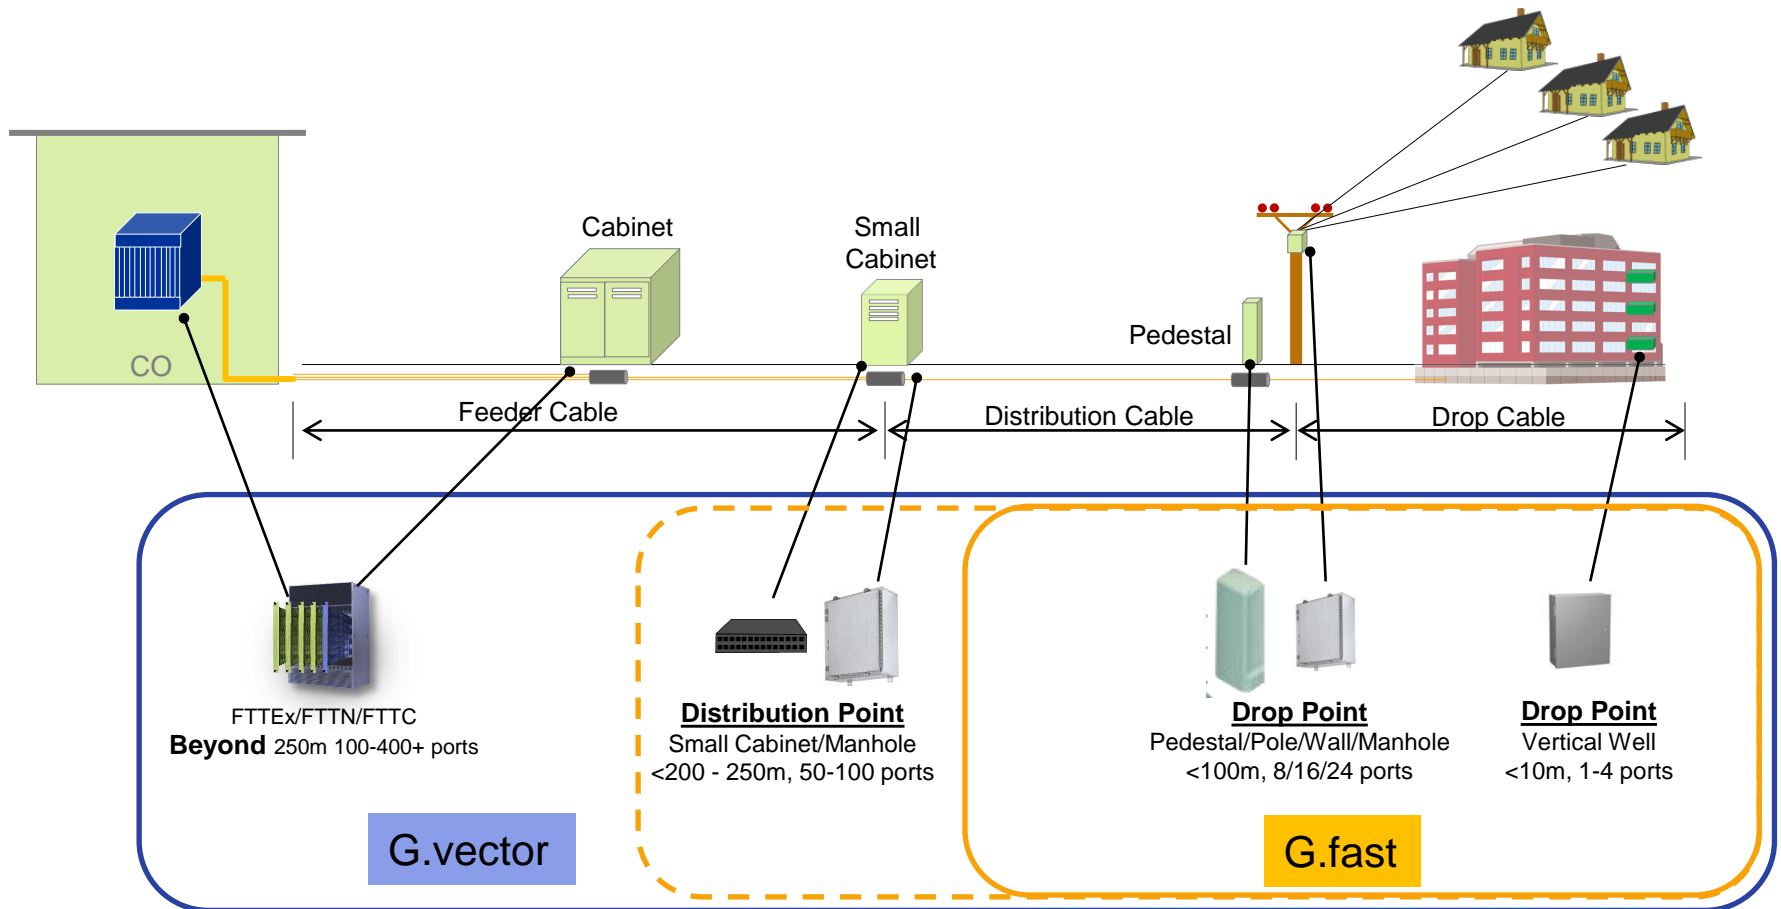 CO
Cabinet
Small
Cabinet
Pedestal
Feeder Cable
Distribution Cable
Drop Cable
FTTEx/FTTN/FTTC
Beyond 250m 100-400+ ports
Distribution Point
Small Cabinet/Manhole
<200 - 250m, 50-100 ports
Drop Point
Pedestal/Pole/Wall/Manhole
<100m, 8/16/24 ports
Drop Point
Vertical Well
<10m, 1-4 ports
G.vector
G.fast